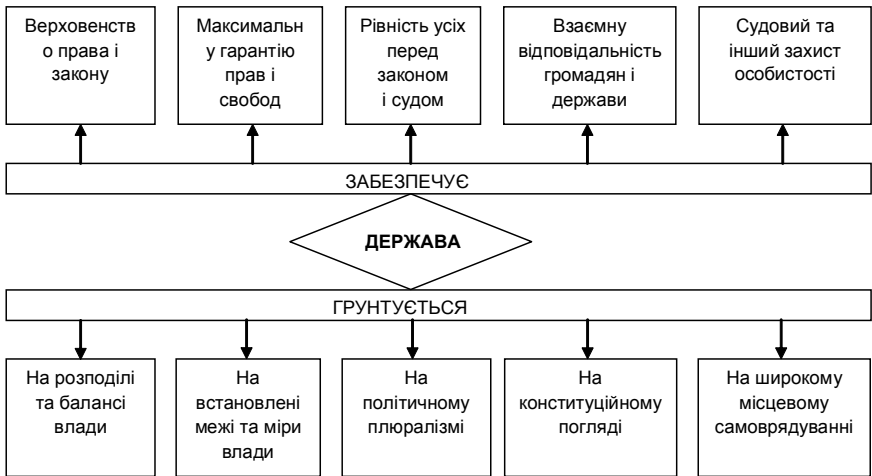 Верховенств
о права і
закону
Максимальн
у гарантію
прав і
свобод
Рівність усіх
перед
законом
і судом
Взаємну
відповідальність
громадян і
держави
Судовий та
інший захист
особистості
ЗАБЕЗПЕЧУЄ
ДЕРЖАВА
ГРУНТУЄТЬСЯ
На розподілі
та балансі
влади
На
встановлені
межі та міри
влади
На
політичному
плюралізмі
На
конституційному
погляді
На широкому
місцевому
самоврядуванні